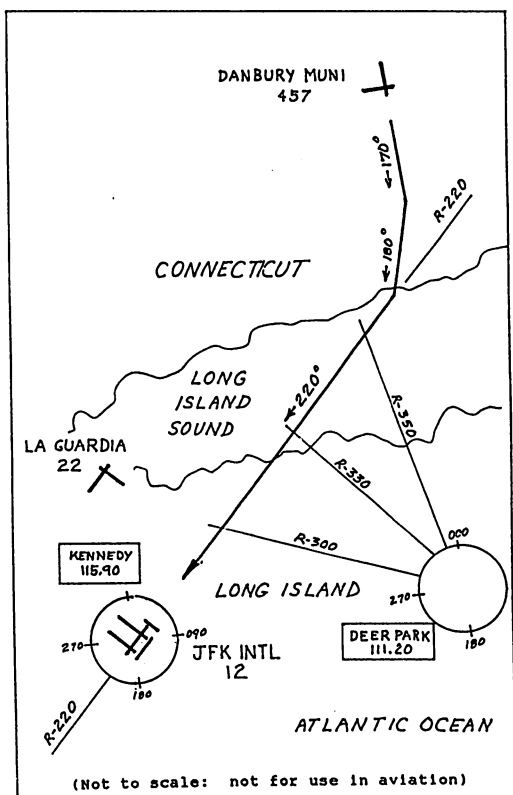 DANBURY MUNI
457
←170°
R-220
←180°
CONNECTICUT
LONG
ISLAND
SOUND
←220°
R-350
LA GUARDIA
22
R-330
R-300
000
KENNEDY
115.90
LONG ISLAND
270
090
270
JFK INTL
12
DEER PARK
111.20
180
180
R-220
ATLANTIC OCEAN
(Not to scale: not for use in aviation)